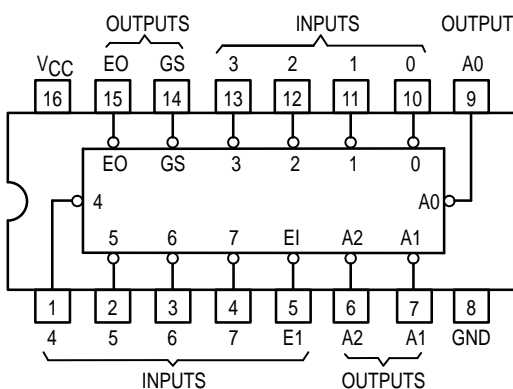 OUTPUTS INPUTS OUTPUT
VCC EO GS 3 2 1 0 A0
16 15 14 13 12 11 10 9
EO GS 3 2 1 0
4 A0
5 6 7 EI A2 A1
1 2 3 4 5 6 7 8
4 5 6 7 E1 A2 A1 GND
INPUTS OUTPUTS